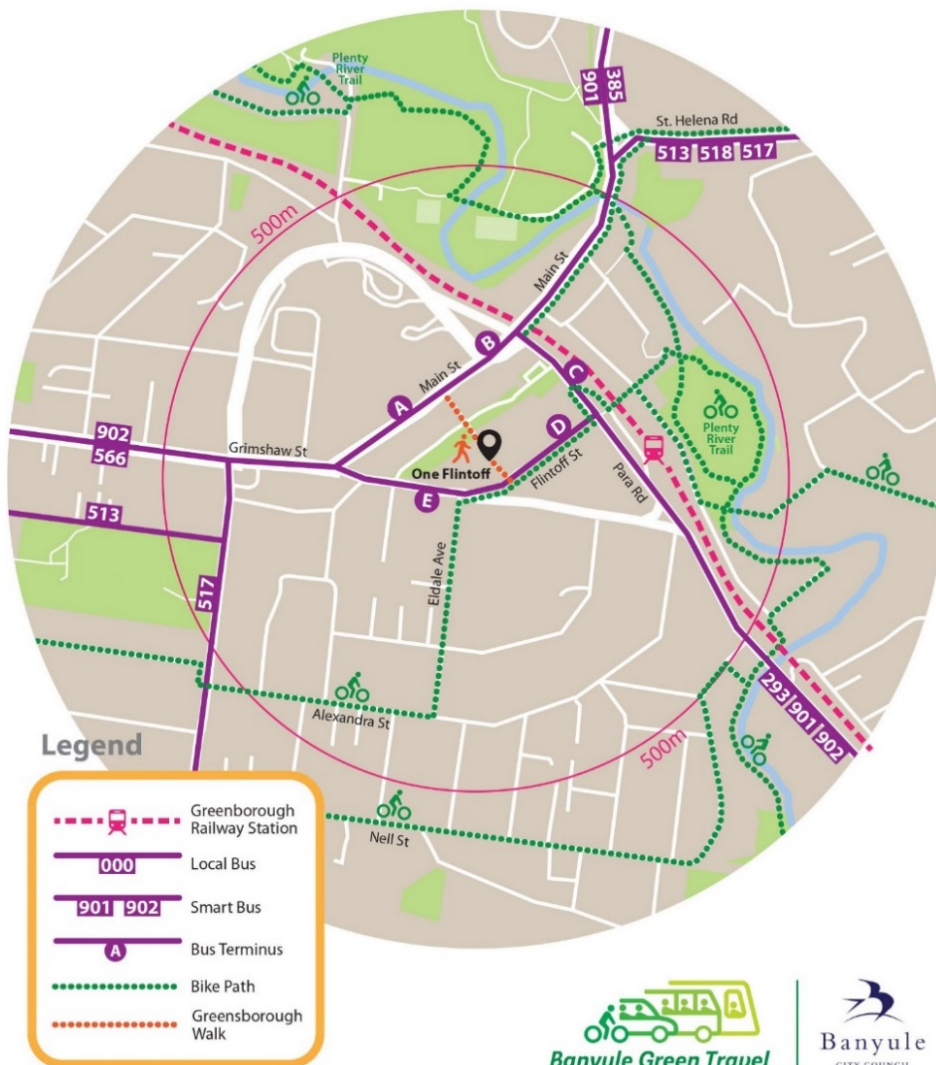 Plenty
River
Trail
901
385
St. Helena Rd
513 518 517
500m
Main St
B
Main St
A
C
Plenty
River
Trail
902
566
Grimshaw St
D
One Flintoff
Flintoff St
Para Rd
E
513
Eldale Ave
517
293|901|902
Alexandra St
500m
Nell St
Legend
Greenborough
Railway Station
000
Local Bus
901 902
Smart Bus
A
Bus Terminus
Bike Path
Greensborough
Walk
Banyule Green Travel
Banyule
CITY COUNCIL